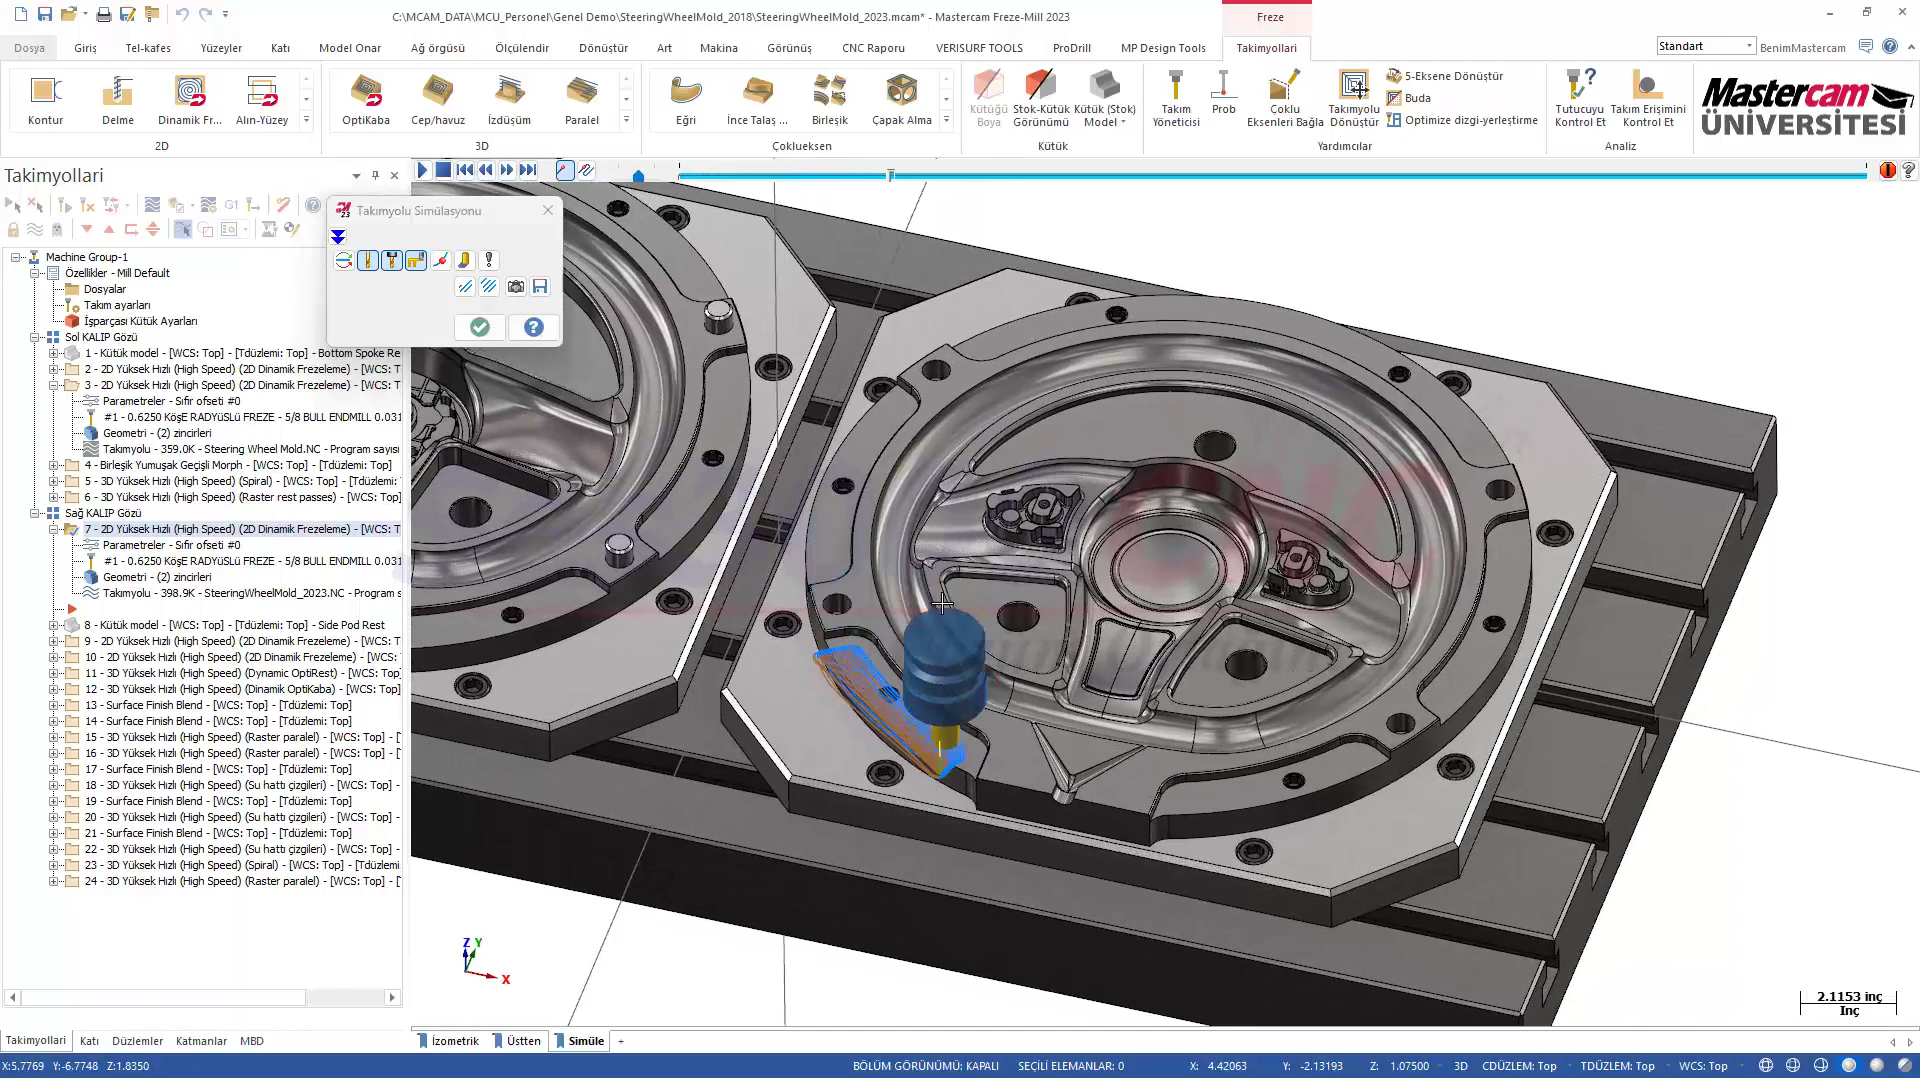 C:\MCAM_DATA\MCU_Personel\Genel Demo\SteeringWheelMold_2018\SteeringWheelMold_2023.mcam* - Mastercam Freze-Mill 2023
Freze
Dosya Giriş Tel-kafes Yüzeyler Katı Model Onar Ağ örgüsü Ölçülendir Dönüştür Art Makina Görünüş CNC Raporu VERISURF TOOLS ProDrill MP Design Tools Takimyollari
Standart BenimMastercam
Kontur Delme Dinamik Fr... Alın-Yüzey
2D
OptiKaba Cep/havuz İzdüşüm Paralel
3D
Eğri İnce Talaş ... Birleşik Çapak Alma
Çoklueksen
Kütüğü Boya Stok-Kütük Görünümü Kütük (Stok) Model
Kütük
Takım Yöneticisi Prob Çoklu Eksenleri Bağla Takımyolu Dönüştür
5-Eksene Dönüştür
Buda
Optimize dizgi-yerleştirme
Yardımcılar
Tutucuyu Kontrol Et Takım Erişimini Kontrol Et
Analiz
Mastercam
ÜNİVERSİTESİ
Takimyollari
Takımyolu Simülasyonu
G1
Machine Group-1
Özellikler - Mill Default
Dosyalar
Takım ayarları
İşparçası Kütük Ayarları
Sol KALIP Gözü
1 - Kütük model - [WCS: Top] - [Tdüzlemi: Top] - Bottom Spoke Re
2 - 2D Yüksek Hızlı (High Speed) (2D Dinamik Frezeleme) - [WCS: To
3 - 2D Yüksek Hızlı (High Speed) (2D Dinamik Frezeleme) - [WCS: To
Parametreler - Sıfır ofseti #0
#1 - 0.6250 KöşE RADYüSLü FREZE - 5/8 BULL ENDMILL 0.031
Geometri - (2) zincirleri
Takımyolu - 359.0K - Steering Wheel Mold.NC - Program sayısı
4 - Birleşik Yumuşak Geçişli Morph - [WCS: Top] - [Tdüzlemi: Top]
5 - 3D Yüksek Hızlı (High Speed) (Spiral) - [WCS: Top] - [Tdüzlemi:
6 - 3D Yüksek Hızlı (High Speed) (Raster rest passes) - [WCS: Top]
Sağ KALIP Gözü
7 - 2D Yüksek Hızlı (High Speed) (2D Dinamik Frezeleme) - [WCS: T
Parametreler - Sıfır ofseti #0
#1 - 0.6250 KöşE RADYüSLü FREZE - 5/8 BULL ENDMILL 0.031
Geometri - (2) zincirleri
Takımyolu - 398.9K - SteeringWheelMold_2023.NC - Program s
8 - Kütük model - [WCS: Top] - [Tdüzlemi: Top] - Side Pod Rest
9 - 2D Yüksek Hızlı (High Speed) (2D Dinamik Frezeleme) - [WCS: To
10 - 2D Yüksek Hızlı (High Speed) (2D Dinamik Frezeleme) - [WCS:
11 - 3D Yüksek Hızlı (High Speed) (Dynamic OptiRest) - [WCS: Top]
12 - 3D Yüksek Hızlı (High Speed) (Dinamik OptiKaba) - [WCS: Top]
13 - Surface Finish Blend - [WCS: Top] - [Tdüzlemi: Top]
14 - Surface Finish Blend - [WCS: Top] - [Tdüzlemi: Top]
15 - 3D Yüksek Hızlı (High Speed) (Raster paralel) - [WCS: Top] - [
16 - 3D Yüksek Hızlı (High Speed) (Raster paralel) - [WCS: Top] - [
17 - Surface Finish Blend - [WCS: Top] - [Tdüzlemi: Top]
18 - 3D Yüksek Hızlı (High Speed) (Su hattı çizgileri) - [WCS: Top]
19 - Surface Finish Blend - [WCS: Top] - [Tdüzlemi: Top]
20 - 3D Yüksek Hızlı (High Speed) (Su hattı çizgileri) - [WCS: Top]
21 - Surface Finish Blend - [WCS: Top] - [Tdüzlemi: Top]
22 - 3D Yüksek Hızlı (High Speed) (Su hattı çizgileri) - [WCS: Top]
23 - 3D Yüksek Hızlı (High Speed) (Spiral) - [WCS: Top] - [Tdüzlemi
24 - 3D Yüksek Hızlı (High Speed) (Raster paralel) - [WCS: Top] - [
Z Y
X
2.1153 inç
İnç
Takimyollari Katı Düzlemler Katmanlar MBD
İzometrik Üstten Simüle +
X:5.7769 Y:-6.7748 Z:1.8350
BÖLÜM GÖRÜNÜMÜ: KAPALI SEÇİLİ ELEMANLAR: 0 X: 4.42063 Y: -2.13193 Z: 1.07500 3D CDÜZLEM: Top TDÜZLEM: Top WCS: Top